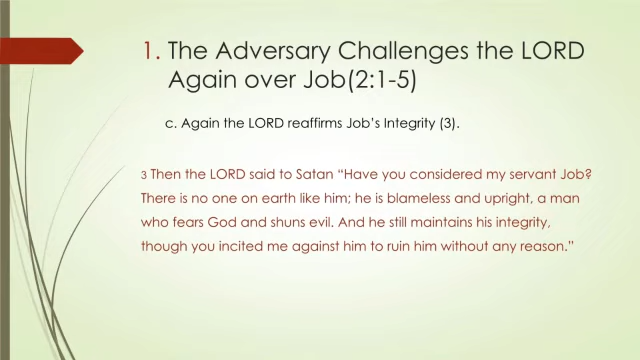 1. The Adversary Challenges the LORD
Again over Job(2:1-5)
c. Again the LORD reaffirms Job’s Integrity (3).
3 Then the LORD said to Satan “Have you considered my servant Job?
There is no one on earth like him; he is blameless and upright, a man
who fears God and shuns evil. And he still maintains his integrity,
though you incited me against him to ruin him without any reason.”